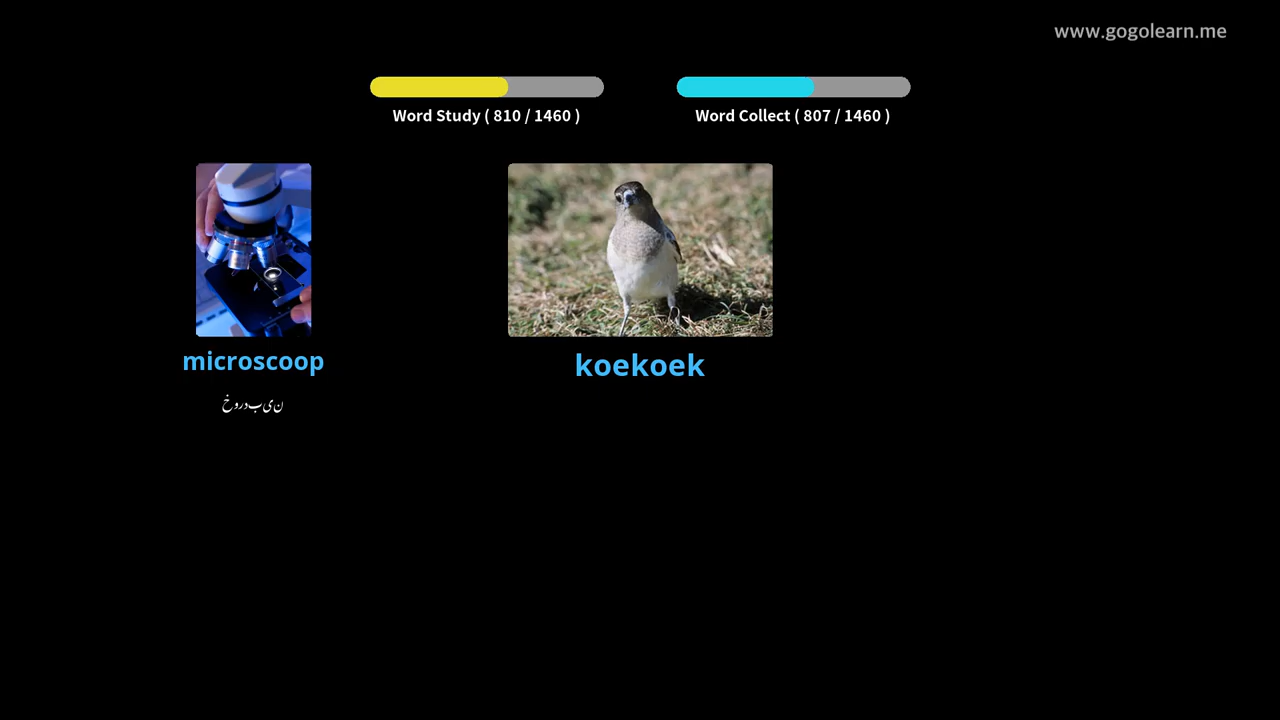 www.gogolearn.me
Word Study ( 810 / 1460 )
Word Collect ( 807 / 1460 )
microscoop
خوردبین
koekoek